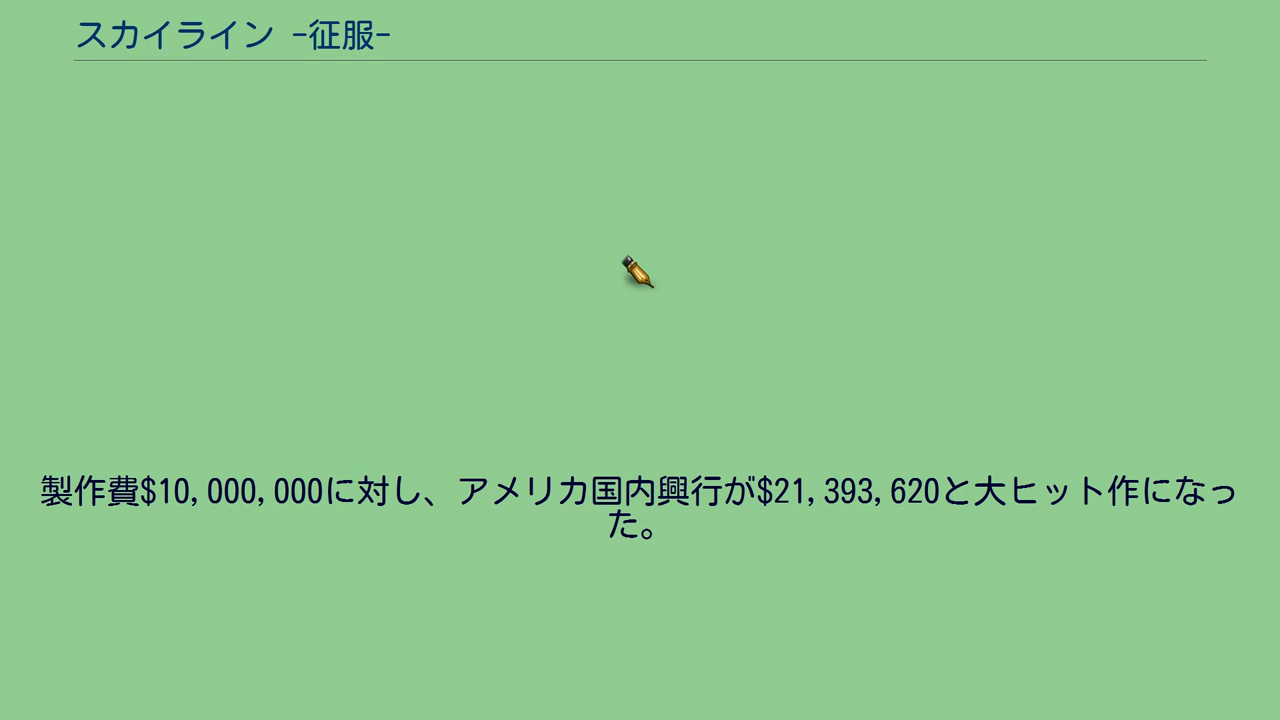 スカイライン -征服-
製作費$10,000,000に対し、アメリカ国内興行が$21,393,620と大ヒット作になっ
た。